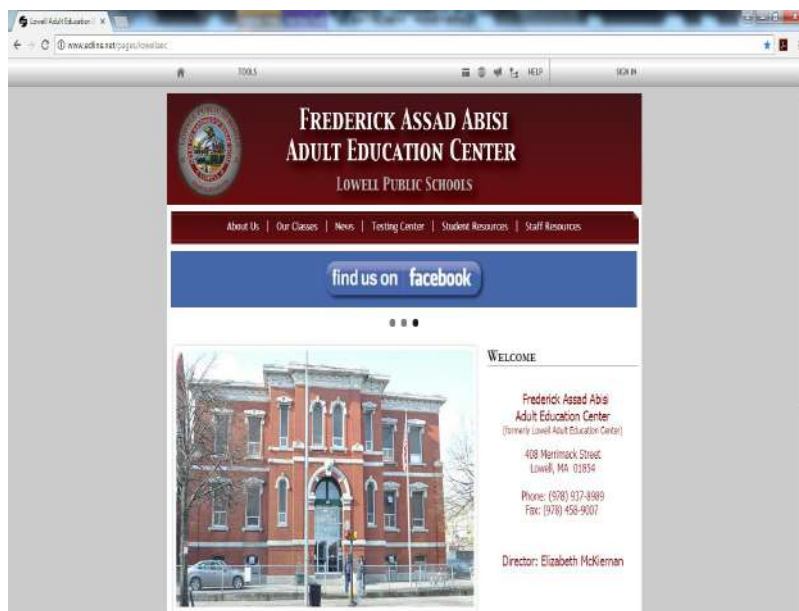 Lowell Adult Education
www.edline.net/pages/lowellaec
TOOLS
HELP
SIGN IN
FREDERICK ASSAD ABISI
ADULT EDUCATION CENTER
LOWELL PUBLIC SCHOOLS
About Us | Our Classes | News | Testing Center | Student Resources | Staff Resources
find us on facebook
WELCOME
Frederick Assad Abisi
Adult Education Center
(formerly Lowell Adult Education Center)
408 Merrimack Street
Lowell, MA 01854
Phone: (978) 937-8989
Fax: (978) 458-9007
Director: Elizabeth McKiernan